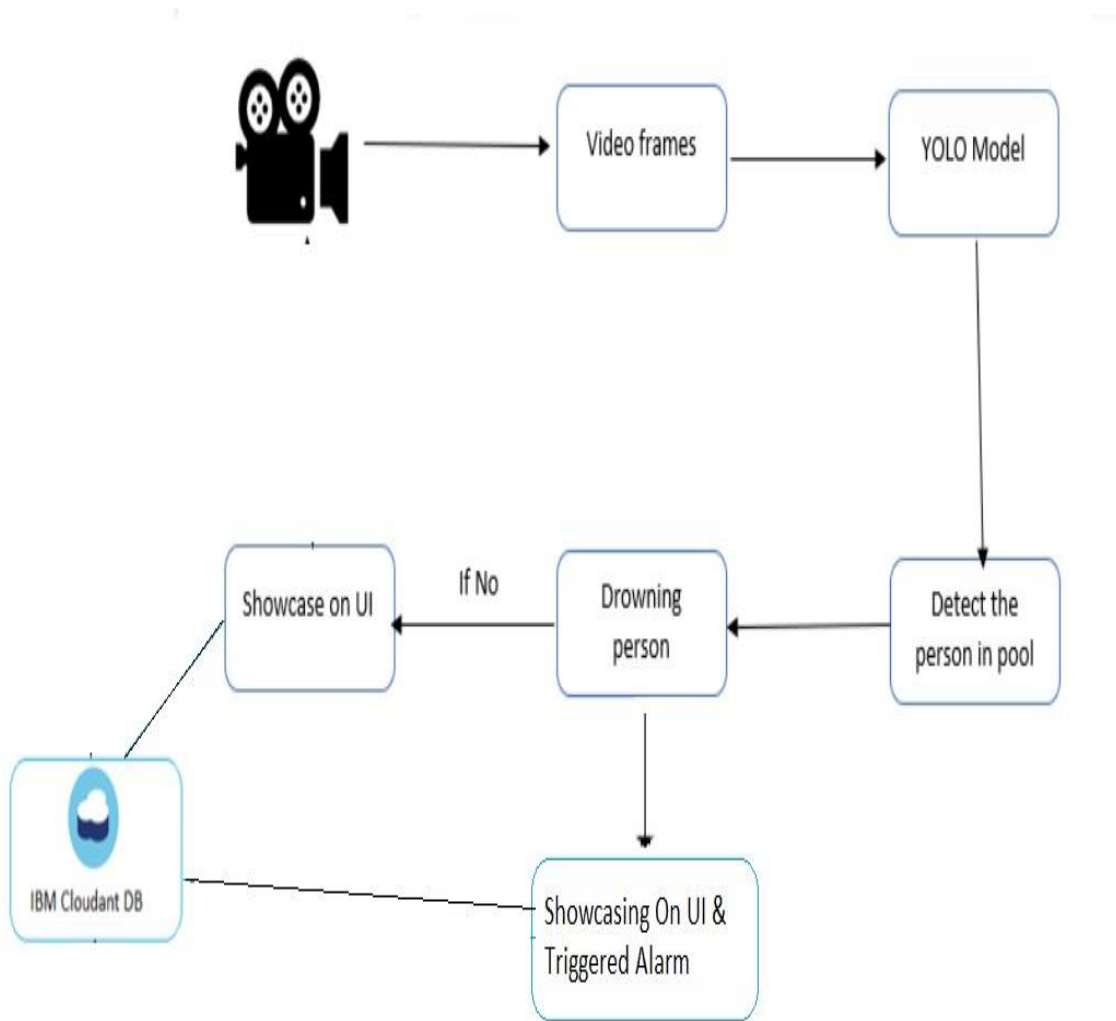 Video frames
YOLO Model
Showcase on UI
If No
Drowning
person
Detect the
person in pool
IBM Cloudant DB
Showcasing On UI &
Triggered Alarm